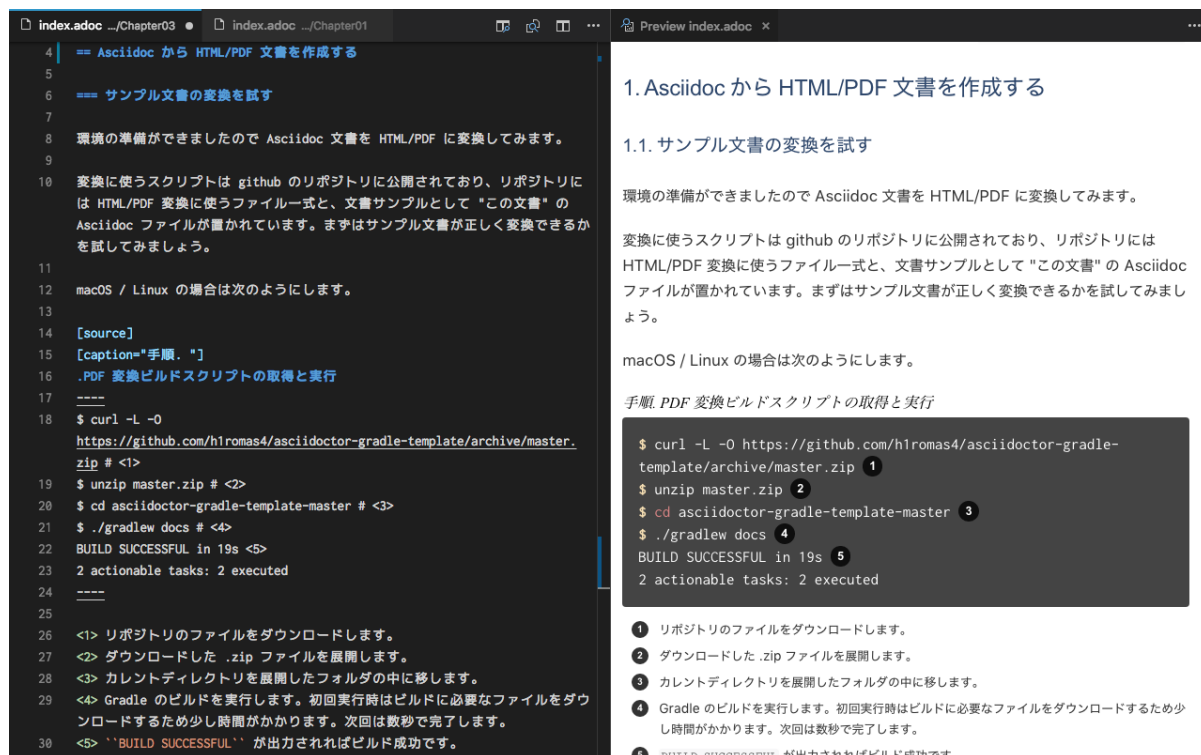 index.adoc .../Chapter03 ●
index.adoc .../Chapter01
4 == Asciidoc から HTML/PDF 文書を作成する
5
6 === サンプル文書の変換を試す
7
8 環境の準備ができましたので Asciidoc 文書を HTML/PDF に変換してみます。
9
10 変換に使うスクリプトは github のリポジトリに公開されており、リポジトリに
は HTML/PDF 変換に使うファイル一式と、文書サンプルとして "この文書" の
Asciidoc ファイルが置かれています。まずはサンプル文書が正しく変換できるか
を試してみましょう。
11
12 macOS / Linux の場合は次のようにします。
13
14 [source]
15 [caption="手順. "]
16 .PDF 変換ビルドスクリプトの取得と実行
17 ----
18 $ curl -L -O
https://github.com/h1romas4/asciidoctor-gradle-template/archive/master.
zip # <1>
19 $ unzip master.zip # <2>
20 $ cd asciidoctor-gradle-template-master # <3>
21 $ ./gradlew docs # <4>
22 BUILD SUCCESSFUL in 19s <5>
23 2 actionable tasks: 2 executed
24 ----
25
26 <1> リポジトリのファイルをダウンロードします。
27 <2> ダウンロードした .zip ファイルを展開します。
28 <3> カレントディレクトリを展開したフォルダの中に移します。
29 <4> Gradle のビルドを実行します。初回実行時はビルドに必要なファイルをダウ
ンロードするため少し時間がかかります。次回は数秒で完了します。
30 <5> ``BUILD SUCCESSFUL`` が出力されればビルド成功です。
Preview index.adoc ×
1. Asciidoc から HTML/PDF 文書を作成する
1.1. サンプル文書の変換を試す
環境の準備ができましたので Asciidoc 文書を HTML/PDF に変換してみます。
変換に使うスクリプトは github のリポジトリに公開されており、リポジトリには
HTML/PDF 変換に使うファイル一式と、文書サンプルとして "この文書" の Asciidoc
ファイルが置かれています。まずはサンプル文書が正しく変換できるかを試してみまし
ょう。
macOS / Linux の場合は次のようにします。
手順. PDF 変換ビルドスクリプトの取得と実行
$ curl -L -O https://github.com/h1romas4/asciidoctor-gradle-
template/archive/master.zip 1
$ unzip master.zip 2
$ cd asciidoctor-gradle-template-master 3
$ ./gradlew docs 4
BUILD SUCCESSFUL in 19s 5
2 actionable tasks: 2 executed
1 リポジトリのファイルをダウンロードします。
2 ダウンロードした .zip ファイルを展開します。
3 カレントディレクトリを展開したフォルダの中に移します。
4 Gradle のビルドを実行します。初回実行時はビルドに必要なファイルをダウンロードするため少
し時間がかかります。次回は数秒で完了します。
5 BUILD SUCCESSFUL が出力されればビルド成功です。